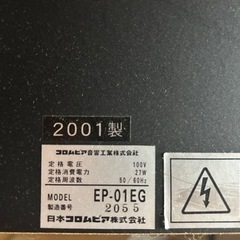 2001製
コロムビア音響工業株式会社
定格電圧 100V
定格消費電力 27W
定格周波数 50/60Hz
MODEL EP-01EG
製造番号 2055
日本コロムビア株式会社